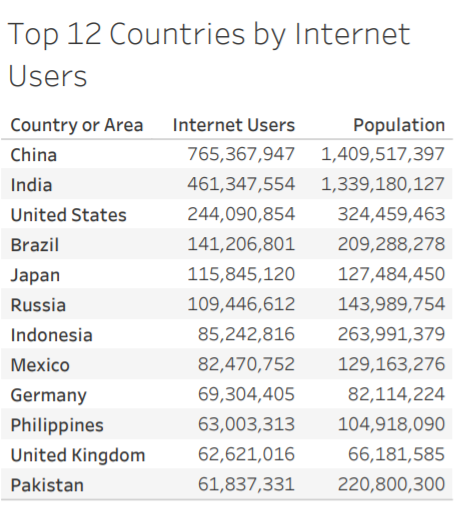 Top 12 Countries by Internet
Users
Country or Area Internet Users Population
China 765,367,947 1,409,517,397
India 461,347,554 1,339,180,127
United States 244,090,854 324,459,463
Brazil 141,206,801 209,288,278
Japan 115,845,120 127,484,450
Russia 109,446,612 143,989,754
Indonesia 85,242,816 263,991,379
Mexico 82,470,752 129,163,276
Germany 69,304,405 82,114,224
Philippines 63,003,313 104,918,090
United Kingdom 62,621,016 66,181,585
Pakistan 61,837,331 220,800,300